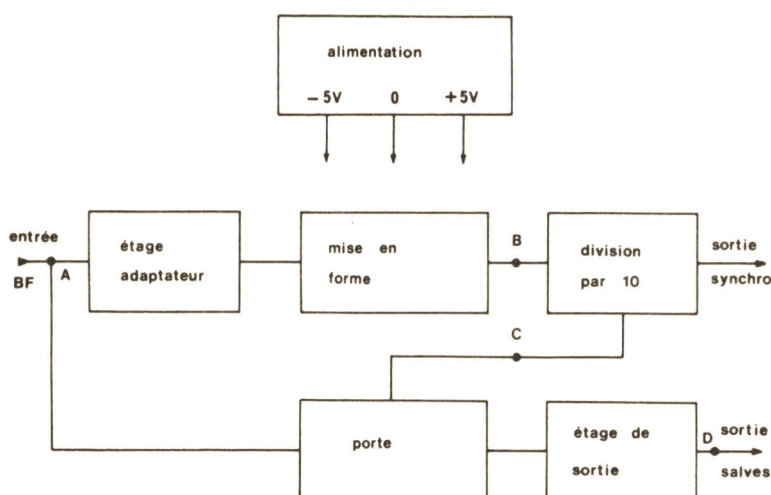 alimentation
− 5V 0 +5V
entrée
BF
A
étage
adaptateur
mise en
forme
B
division
par 10
sortie
synchro
C
porte
étage de
sortie
D
sortie
salves